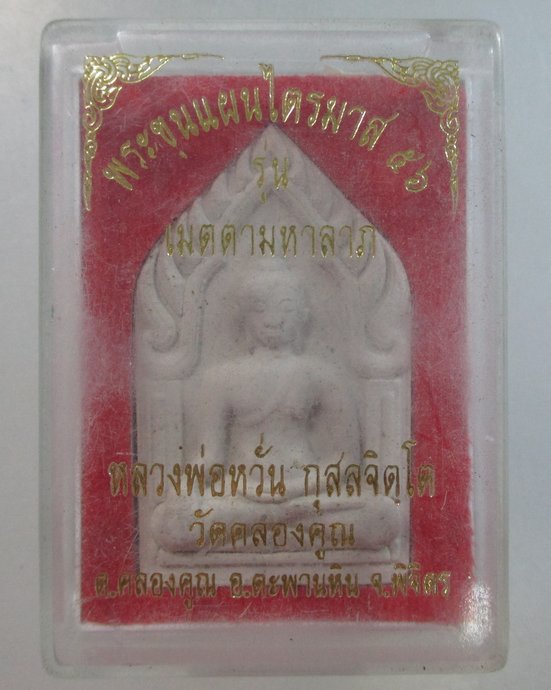 พระขุนแผนไตรมาส ๕๖
รุ่น
เมตตามหาลาภ
หลวงพ่อหวั่น กุสลจิตฺโต
วัดคลองคูณ
ต.คลองคูณ อ.ตะพานหิน จ.พิจิตร